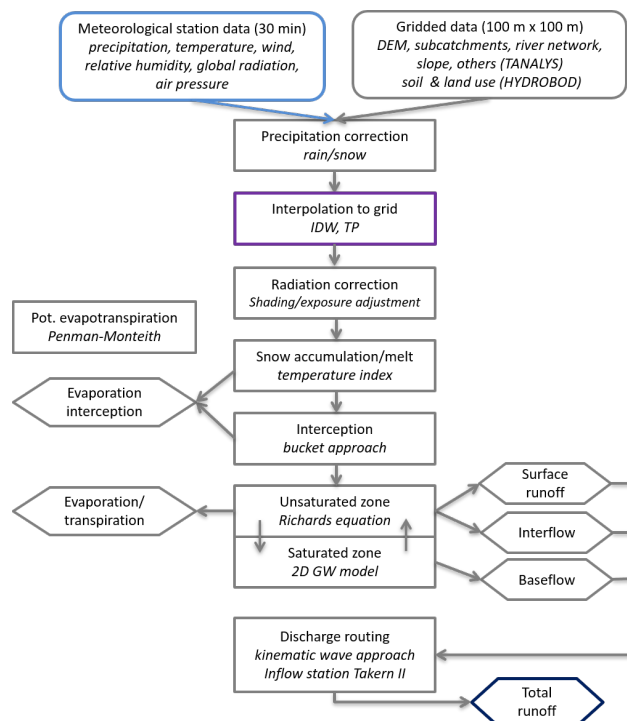 Meteorological station data (30 min)
precipitation, temperature, wind,
relative humidity, global radiation,
air pressure
Gridded data (100 m x 100 m)
DEM, subcatchments, river network,
slope, others (TANALYS)
soil & land use (HYDROBOD)
Precipitation correction
rain/snow
Interpolation to grid
IDW, TP
Radiation correction
Shading/exposure adjustment
Pot. evapotranspiration
Penman-Monteith
Snow accumulation/melt
temperature index
Evaporation
interception
Interception
bucket approach
Evaporation/
transpiration
Unsaturated zone
Richards equation
Saturated zone
2D GW model
Surface
runoff
Interflow
Baseflow
Discharge routing
kinematic wave approach
Inflow station Takern II
Total
runoff